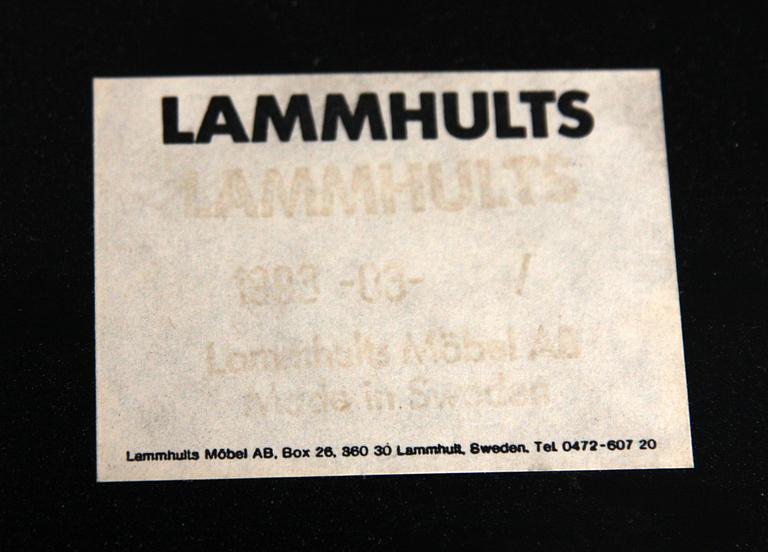 LAMMHULTS
LAMMHULTS
Lammhults Möbel AB
Made in Sweden
Lammhults Möbel AB, Box 26, 360 30 Lammhult, Sweden. Tel. 0472-607 20